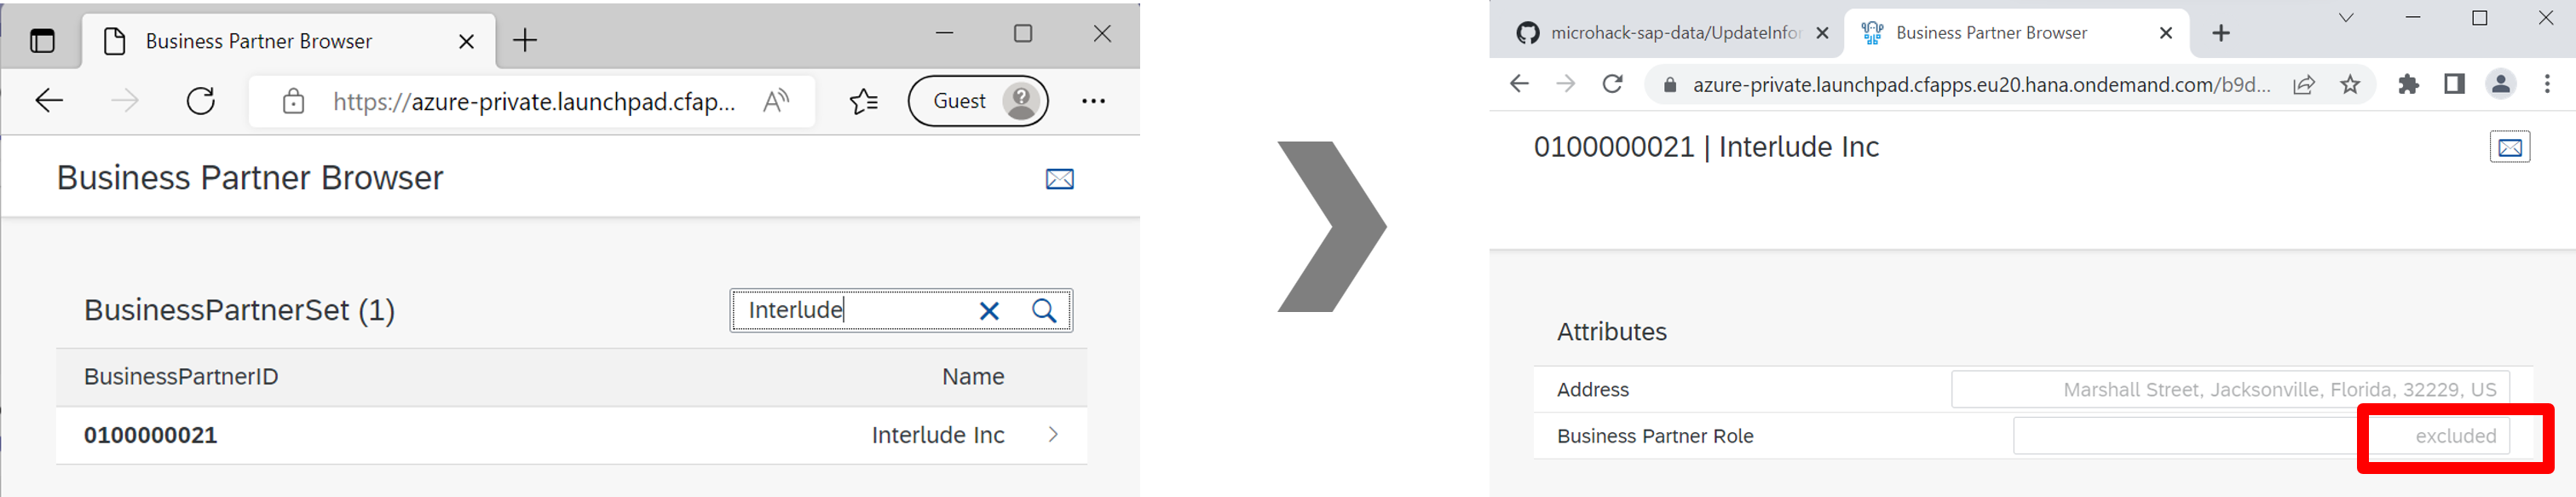 Business Partner Browser
https://azure-private.launchpad.cfap...
Guest
Business Partner Browser
BusinessPartnerSet (1)
Interlude
BusinessPartnerID Name
0100000021 Interlude Inc
microhack-sap-data/UpdateInfor
Business Partner Browser
azure-private.launchpad.cfapps.eu20.hana.ondemand.com/b9d...
0100000021 | Interlude Inc
Attributes
Address Marshall Street, Jacksonville, Florida, 32229, US
Business Partner Role excluded